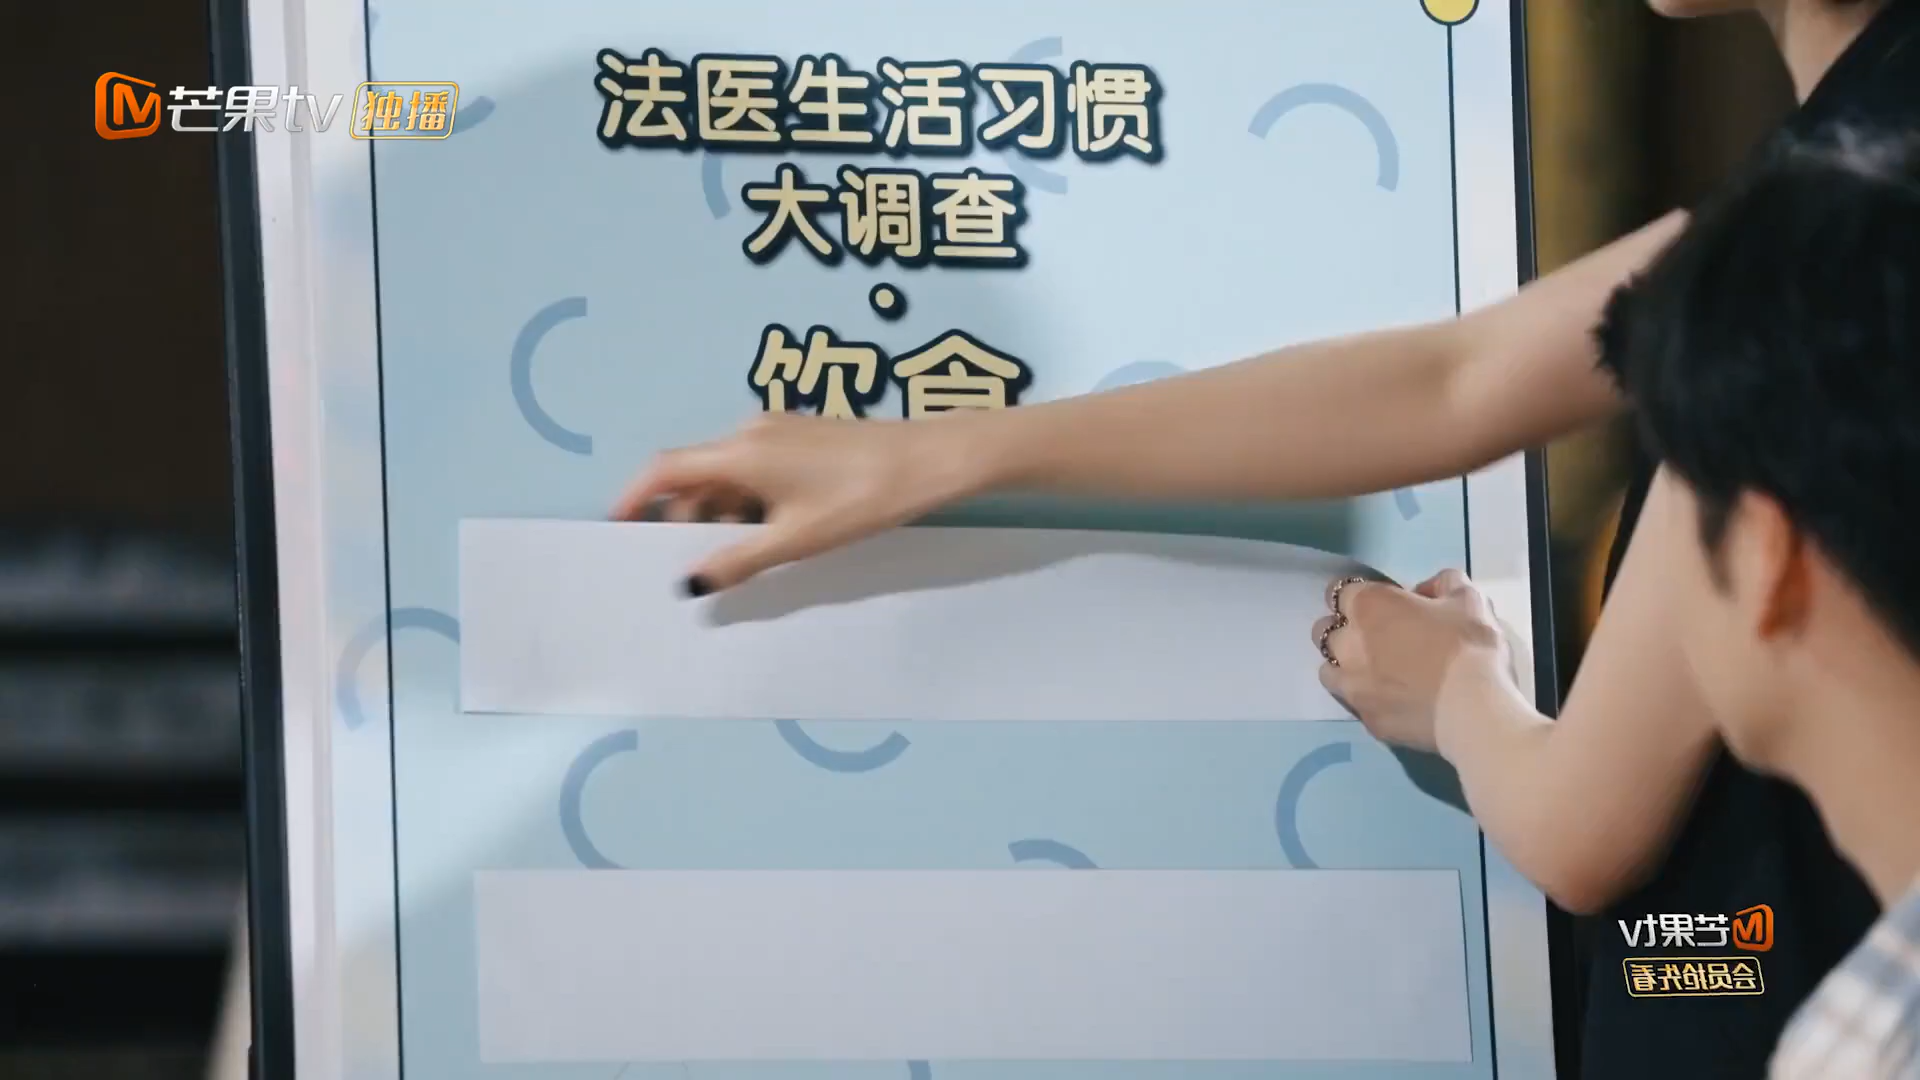 芒果tv 独播
法医生活习惯
大调查
·
饮食
芒果tv
会员抢先看